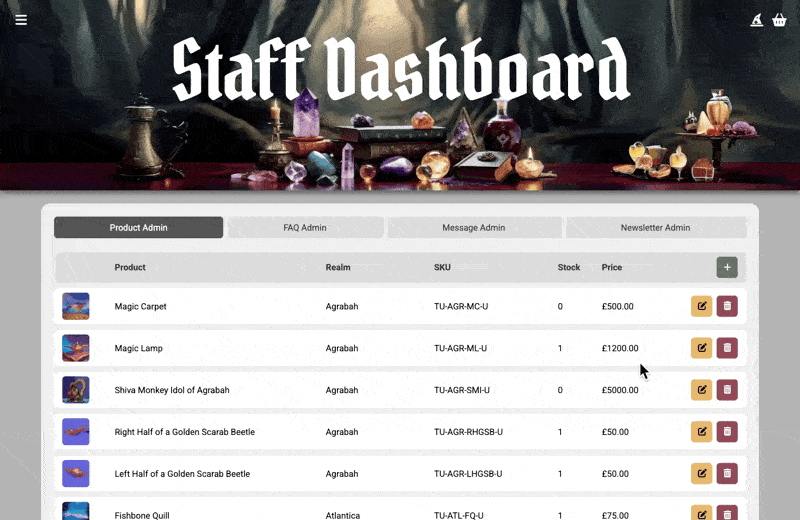 Staff Dashboard
Product Admin FAQ Admin Message Admin Newsletter Admin
Product Realm SKU Stock Price +
Magic Carpet Agrabah TU-AGR-MC-U 0 £500.00
Magic Lamp Agrabah TU-AGR-ML-U 1 £1200.00
Shiva Monkey Idol of Agrabah Agrabah TU-AGR-SMI-U 0 £5000.00
Right Half of a Golden Scarab Beetle Agrabah TU-AGR-RHGSB-U 1 £50.00
Left Half of a Golden Scarab Beetle Agrabah TU-AGR-LHGSB-U 1 £50.00
Fishbone Quill Atlantica TU-ATL-FQ-U 1 £75.00